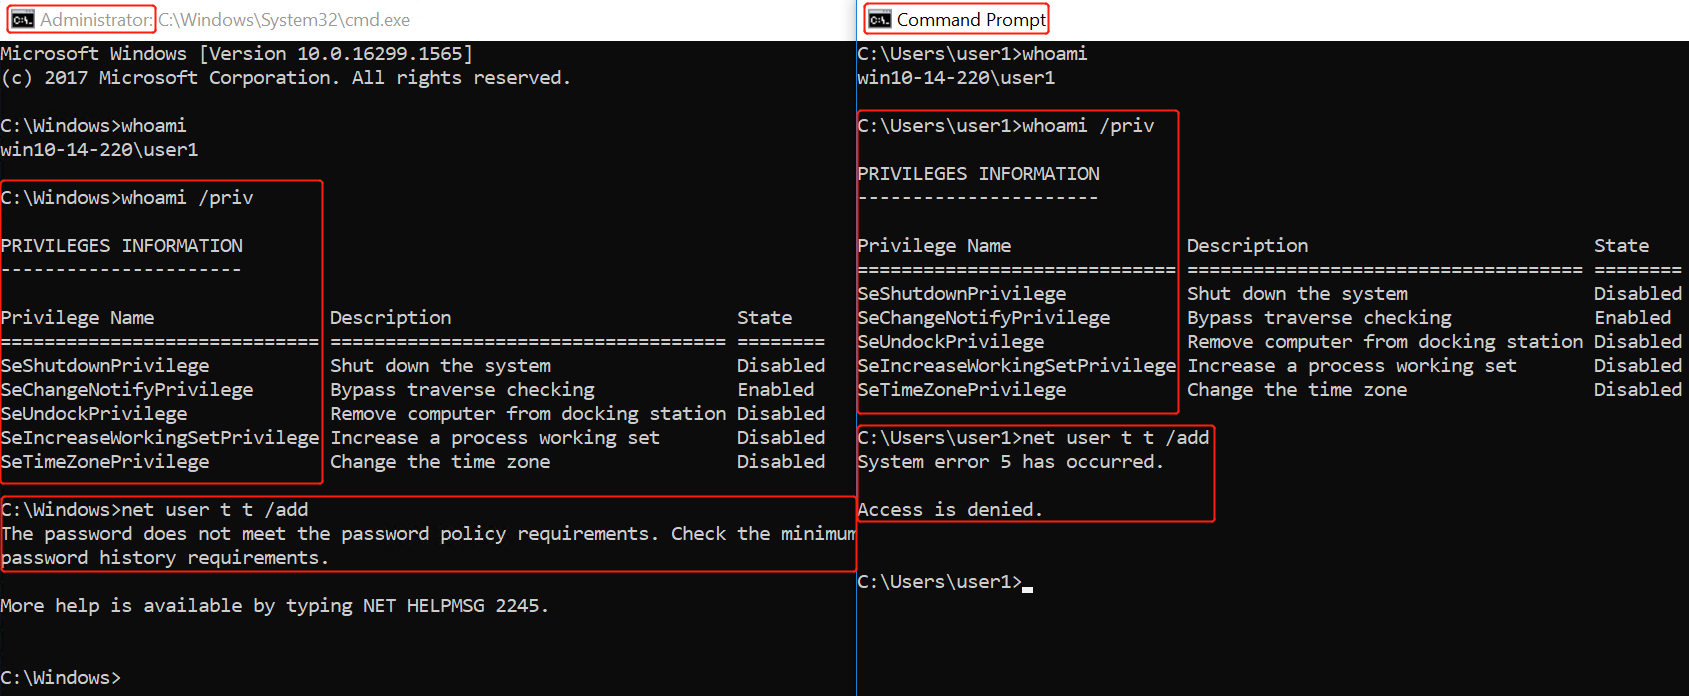 Administrator: C:\Windows\System32\cmd.exe
Microsoft Windows [Version 10.0.16299.1565]
(c) 2017 Microsoft Corporation. All rights reserved.
C:\Windows>whoami
win10-14-220\user1
C:\Windows>whoami /priv
PRIVILEGES INFORMATION
----------------------
Privilege Name                Description                          State
============================= ==================================== ========
SeShutdownPrivilege           Shut down the system                 Disabled
SeChangeNotifyPrivilege       Bypass traverse checking             Enabled
SeUndockPrivilege             Remove computer from docking station Disabled
SeIncreaseWorkingSetPrivilege Increase a process working set       Disabled
SeTimeZonePrivilege           Change the time zone                 Disabled
C:\Windows>net user t t /add
The password does not meet the password policy requirements. Check the minimum
password history requirements.
More help is available by typing NET HELPMSG 2245.
C:\Windows>
Command Prompt
C:\Users\user1>whoami
win10-14-220\user1
C:\Users\user1>whoami /priv
PRIVILEGES INFORMATION
----------------------
Privilege Name                Description                          State
============================= ==================================== ========
SeShutdownPrivilege           Shut down the system                 Disabled
SeChangeNotifyPrivilege       Bypass traverse checking             Enabled
SeUndockPrivilege             Remove computer from docking station Disabled
SeIncreaseWorkingSetPrivilege Increase a process working set       Disabled
SeTimeZonePrivilege           Change the time zone                 Disabled
C:\Users\user1>net user t t /add
System error 5 has occurred.
Access is denied.
C:\Users\user1>